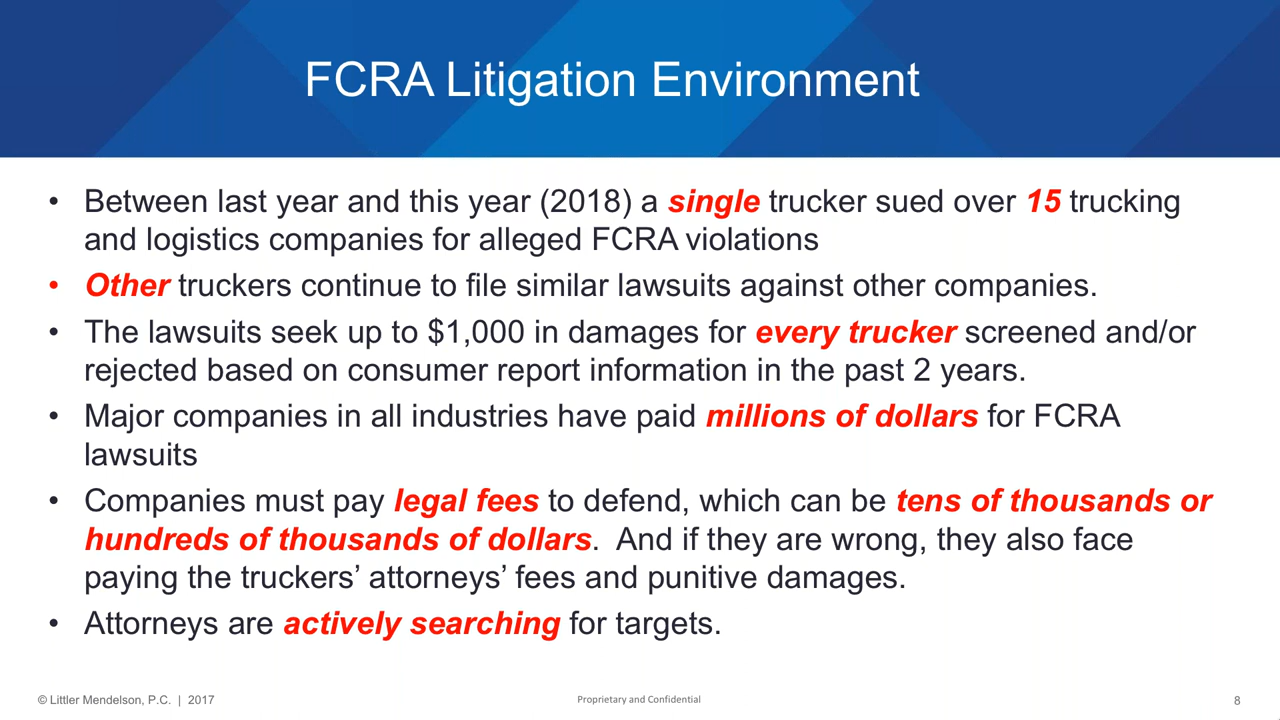 FCRA Litigation Environment
• Between last year and this year (2018) a single trucker sued over 15 trucking
and logistics companies for alleged FCRA violations
• Other truckers continue to file similar lawsuits against other companies.
• The lawsuits seek up to $1,000 in damages for every trucker screened and/or
rejected based on consumer report information in the past 2 years.
• Major companies in all industries have paid millions of dollars for FCRA
lawsuits
• Companies must pay legal fees to defend, which can be tens of thousands or
hundreds of thousands of dollars.  And if they are wrong, they also face
paying the truckers’ attorneys’ fees and punitive damages.
• Attorneys are actively searching for targets.
© Littler Mendelson, P.C. | 2017
Proprietary and Confidential
8